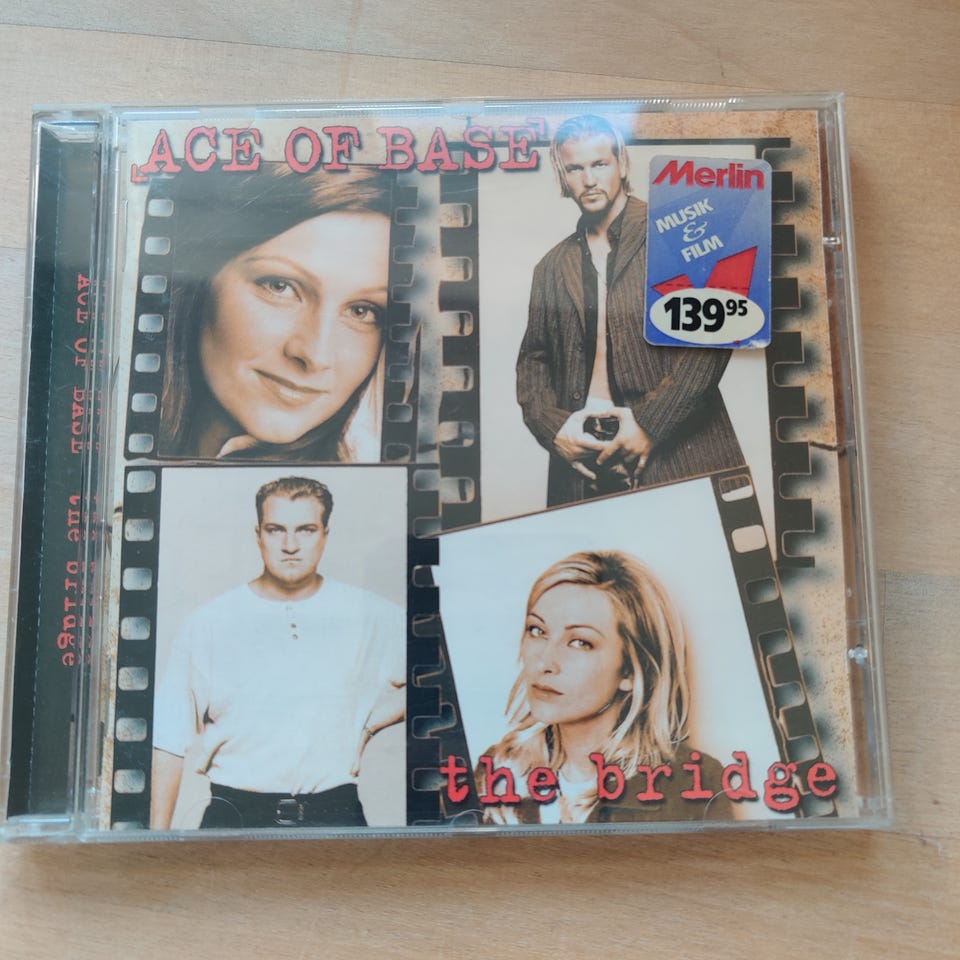 ACE OF BASE
Merlin
MUSIK
&
FILM
139 95
ACE OF BASE the bridge
the bridge